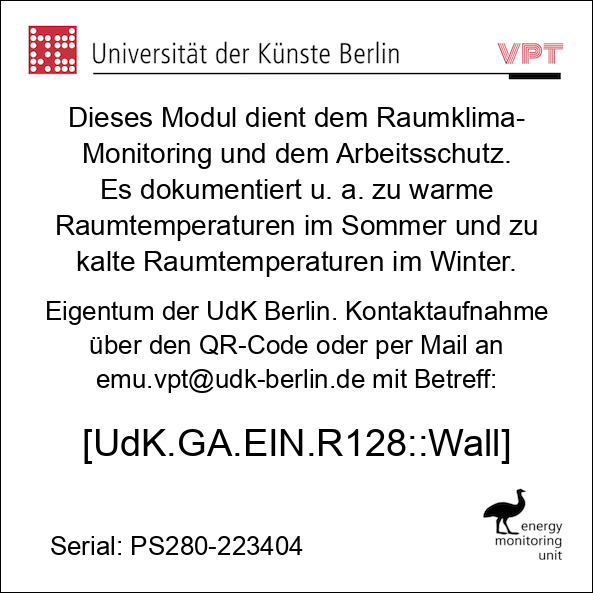 Universität der Künste Berlin
VPT
Dieses Modul dient dem Raumklima-
Monitoring und dem Arbeitsschutz.
Es dokumentiert u. a. zu warme
Raumtemperaturen im Sommer und zu
kalte Raumtemperaturen im Winter.
Eigentum der UdK Berlin. Kontaktaufnahme
über den QR-Code oder per Mail an
emu.vpt@udk-berlin.de mit Betreff:
[UdK.GA.EIN.R128::Wall]
Serial: PS280-223404
energy
monitoring
unit